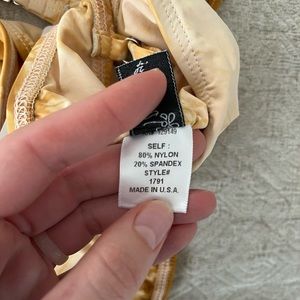 SELF :
80% NYLON
20% SPANDEX
STYLE#
1791
MADE IN U.S.A.